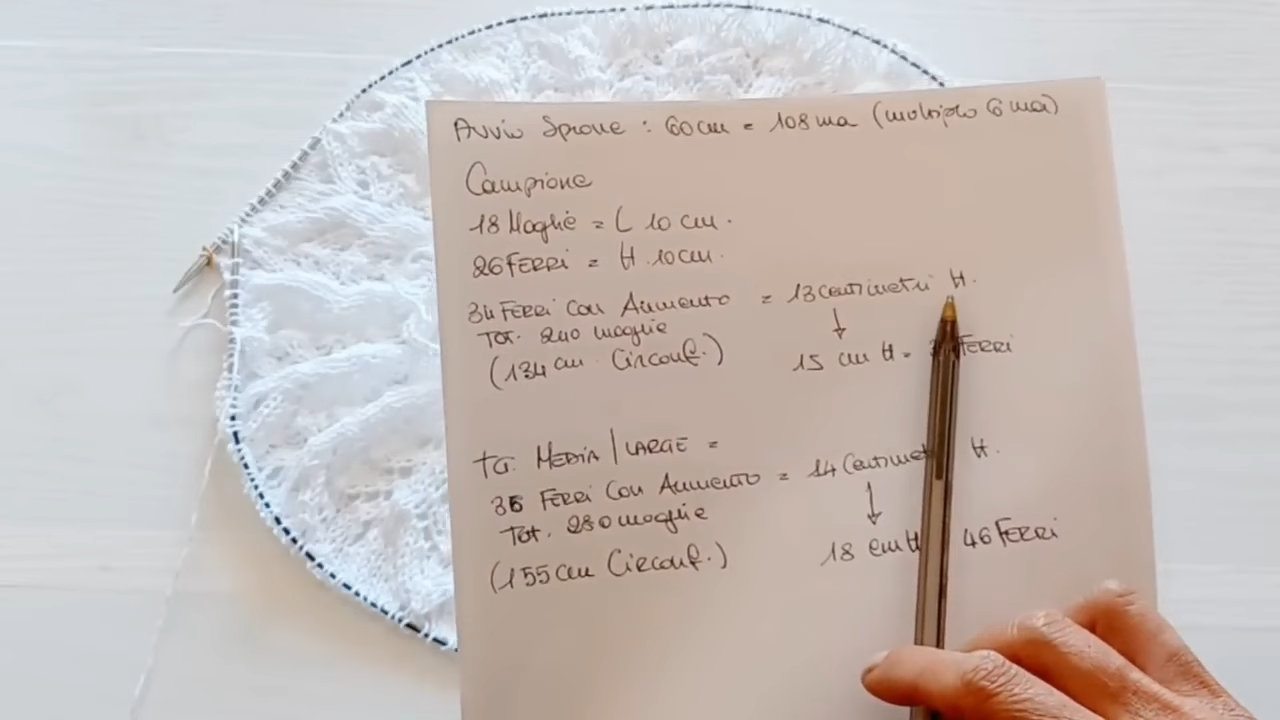 Avvio Sprone : 60 cm = 108 ma (multiplo 6 ma)
Campione
18 Maglie = L 10 cm.
26 FERRI = H. 10 cm.
34 FERRI Con Aumento = 13 centimetri H.
Tot. 240 maglie
(134 cm Circonf.) 15 cm H = FERRI
TG. MEDIA / LARGE =
36 FERRI Con Aumento = 14 Centimet H.
Tot. 280 maglie
(155 cm Circonf.) 18 cm H 46 FERRI